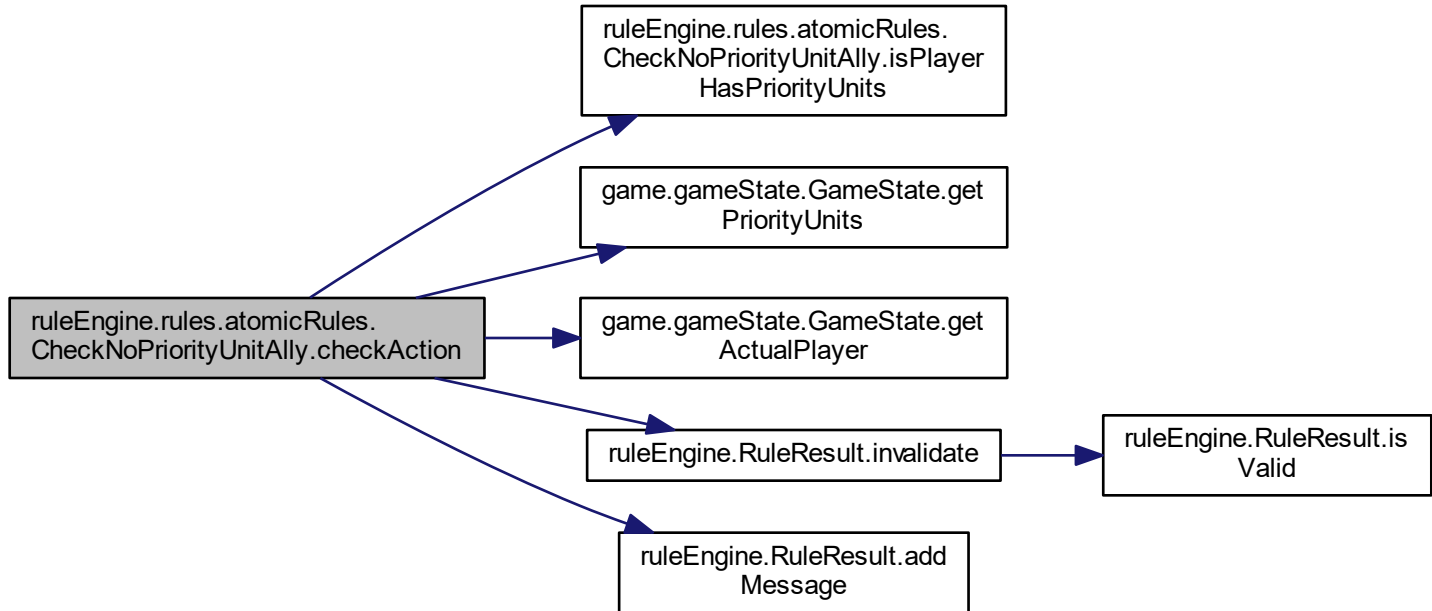 ruleEngine.rules.atomicRules.
CheckNoPriorityUnitAlly.isPlayer
HasPriorityUnits
game.gameState.GameState.get
PriorityUnits
ruleEngine.rules.atomicRules.
CheckNoPriorityUnitAlly.checkAction
game.gameState.GameState.get
ActualPlayer
ruleEngine.RuleResult.invalidate
ruleEngine.RuleResult.is
Valid
ruleEngine.RuleResult.add
Message